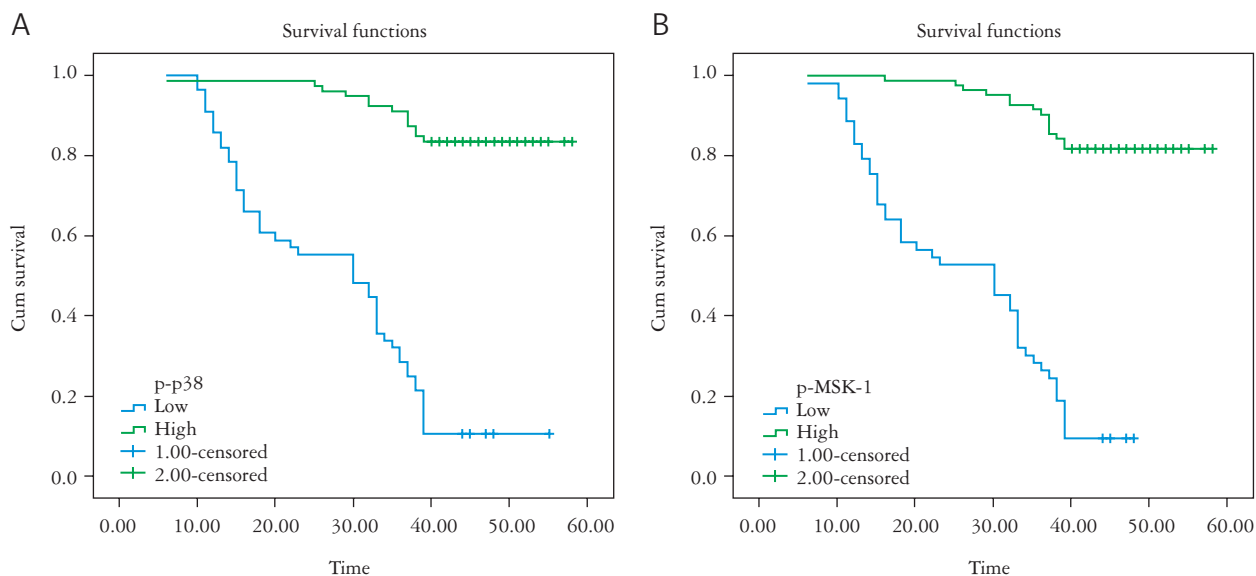 A
Survival functions
Cum survival
1.0
0.8
0.6
0.4
0.2
0.0
p-p38
Low
High
1.00-censored
2.00-censored
0.00 10.00 20.00 30.00 40.00 50.00 60.00
Time
B
Survival functions
Cum survival
1.0
0.8
0.6
0.4
0.2
0.0
p-MSK-1
Low
High
1.00-censored
2.00-censored
0.00 10.00 20.00 30.00 40.00 50.00 60.00
Time